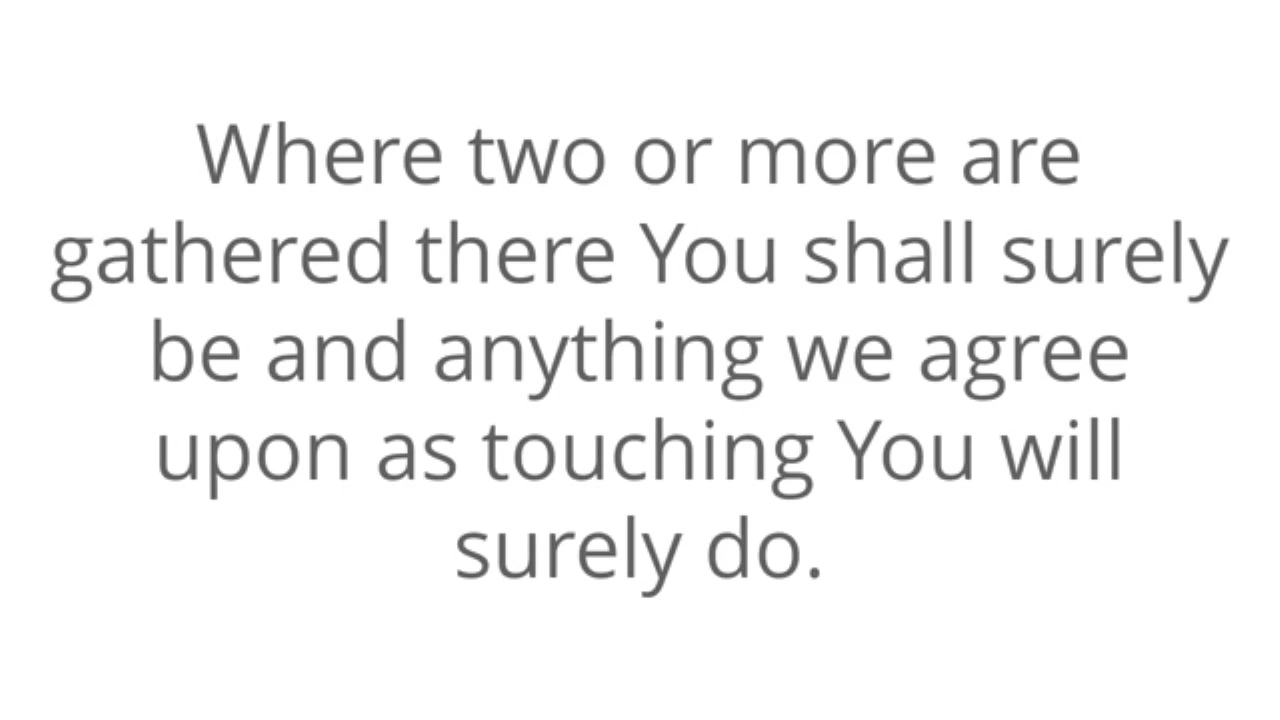 Where two or more are
gathered there You shall surely
be and anything we agree
upon as touching You will
surely do.